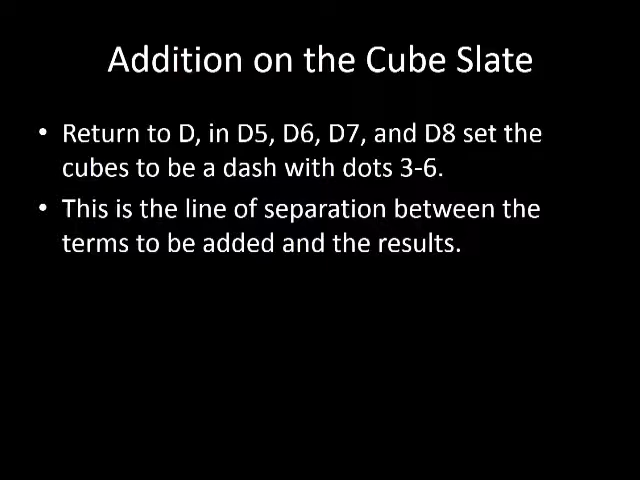 Addition on the Cube Slate
• Return to D, in D5, D6, D7, and D8 set the
cubes to be a dash with dots 3-6.
• This is the line of separation between the
terms to be added and the results.